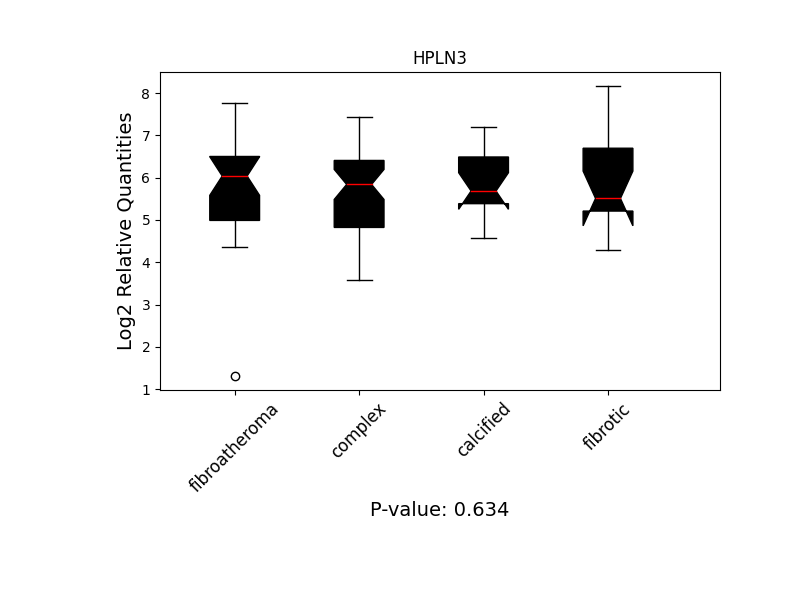 HPLN3
Log2 Relative Quantities
8
7
6
5
4
3
2
1
fibroatheroma
complex
calcified
fibrotic
P-value: 0.634